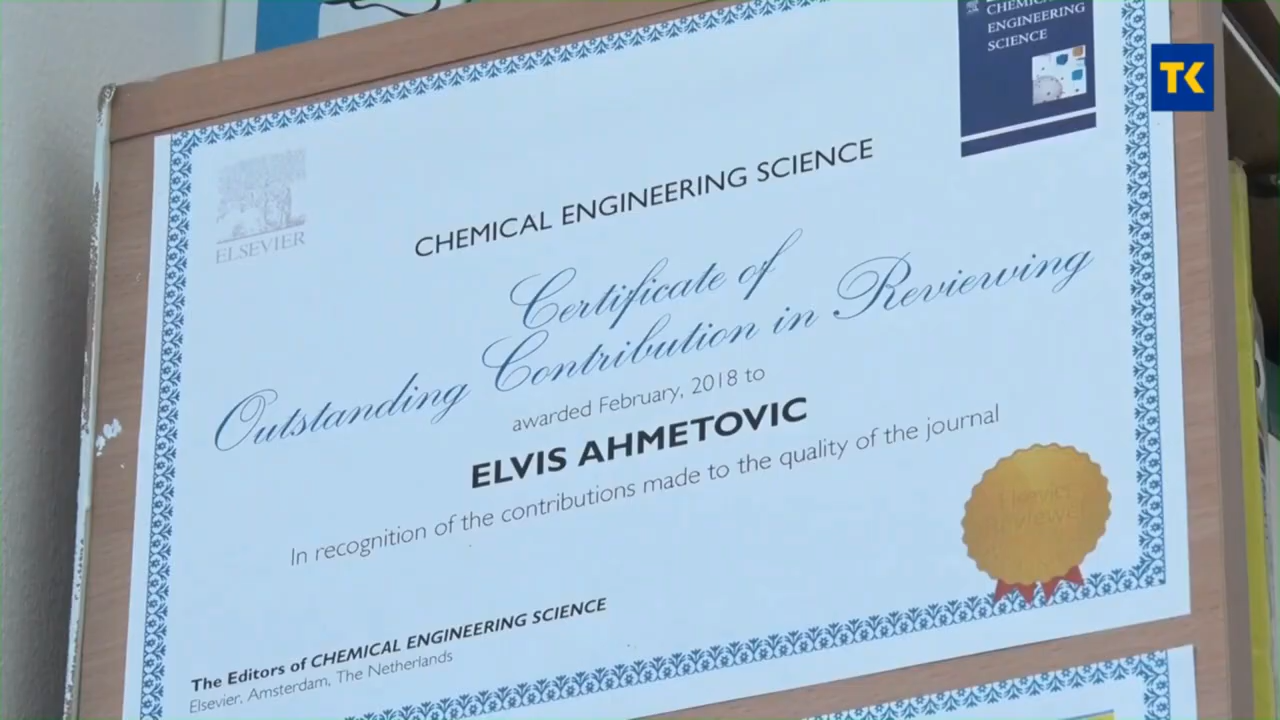 TK
CHEMICAL
ENGINEERING
SCIENCE
ELSEVIER
CHEMICAL ENGINEERING SCIENCE
Certificate of
Outstanding Contribution in Reviewing
awarded February, 2018 to
ELVIS AHMETOVIC
In recognition of the contributions made to the quality of the journal
Elsevier
Reviewer
The Editors of CHEMICAL ENGINEERING SCIENCE
Elsevier, Amsterdam, The Netherlands